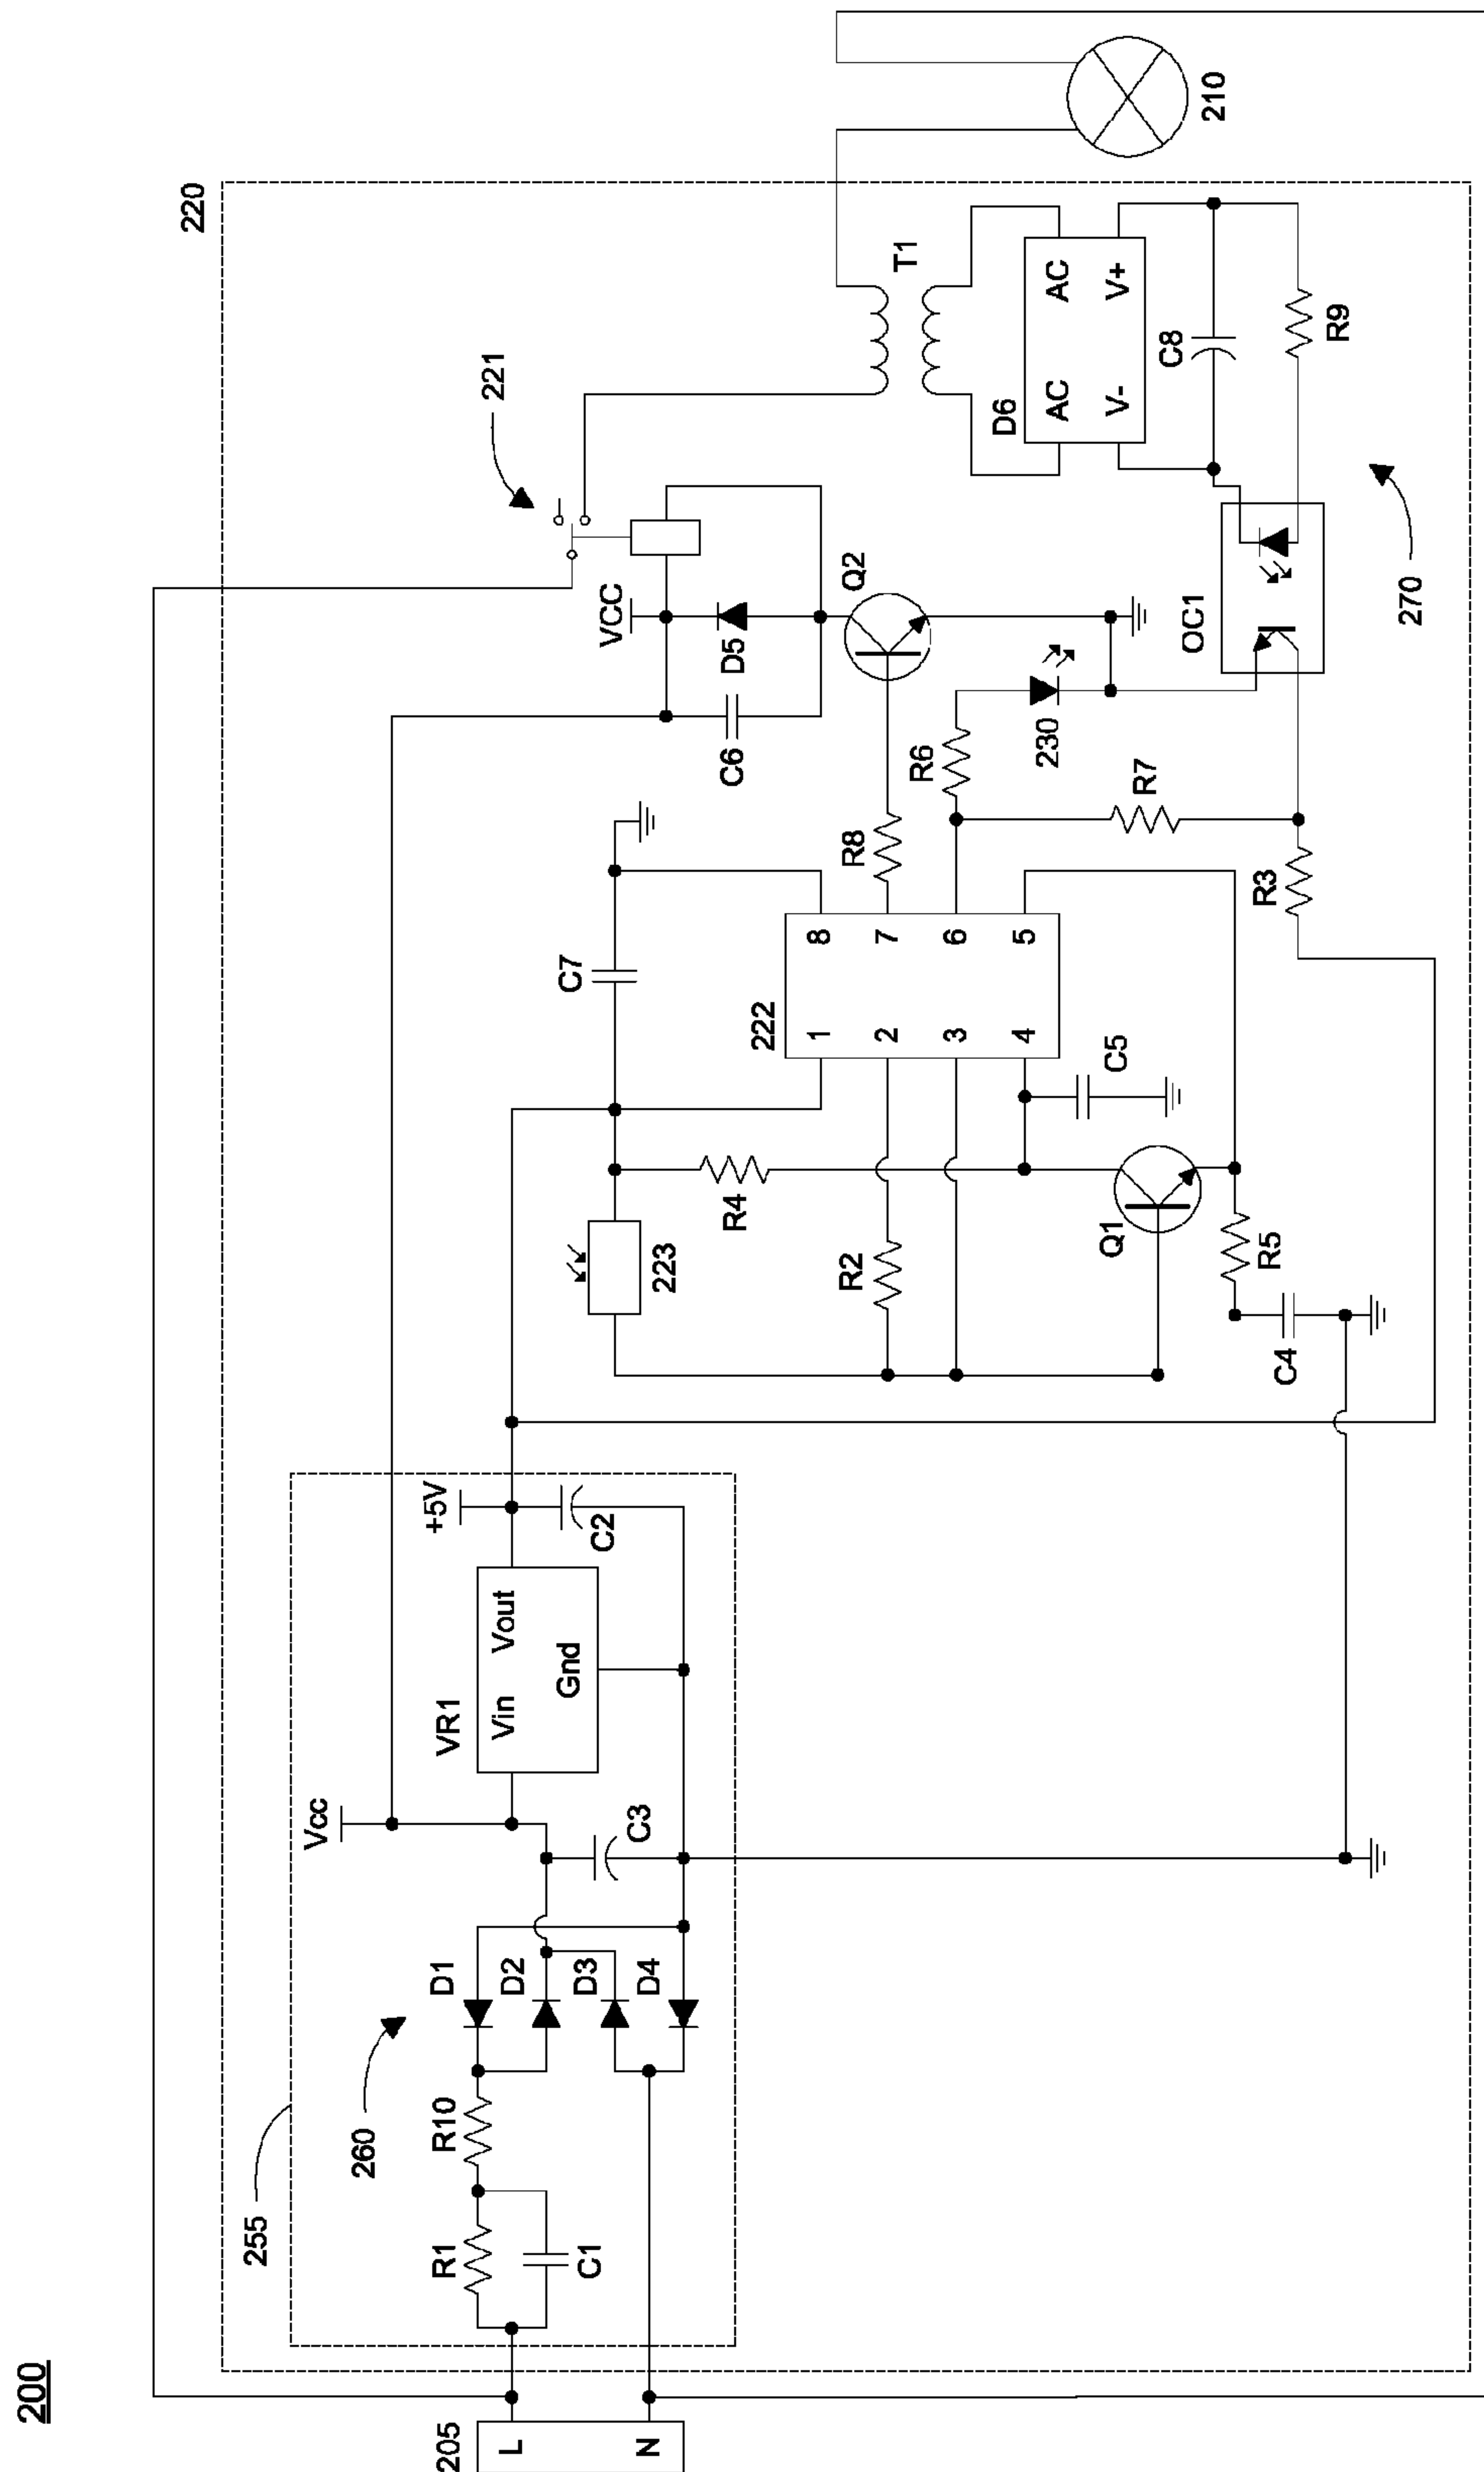 200
205
L
N
255
260
R1
C1
R10
D1
D2
D3
D4
Vcc
C3
VR1
Vin
Vout
Gnd
+5V
C2
220
223
R4
R2
Q1
R5
C4
C7
222
1
2
3
4
8
7
6
5
C5
R8
R3
R6
R7
C6
D5
VCC
Q2
230
221
OC1
270
T1
D6
AC
AC
V-
V+
C8
R9
210